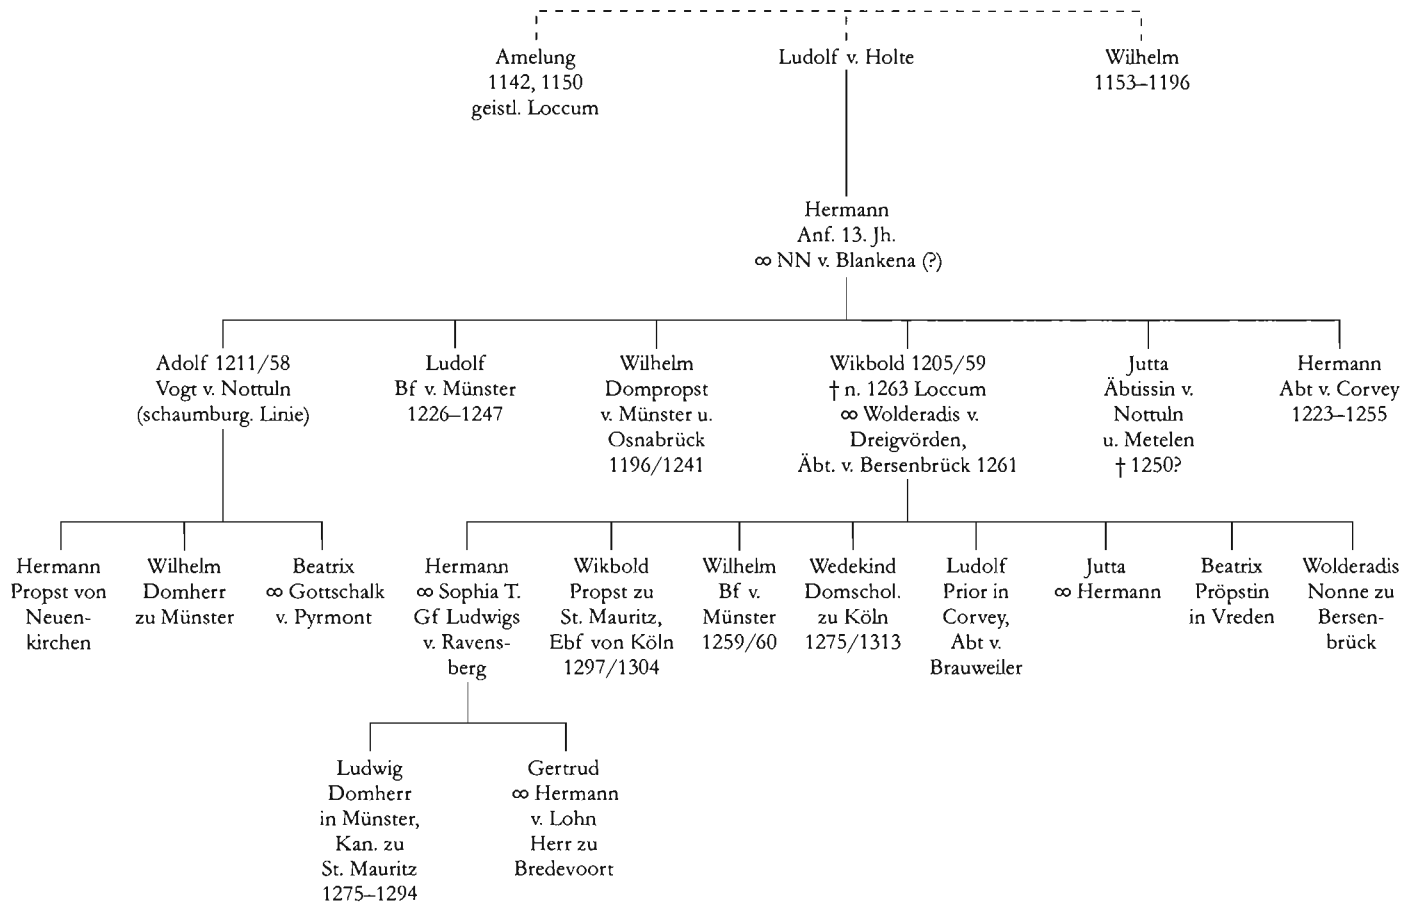 Amelung
1142, 1150
geistl. Loccum
Ludolf v. Holte
Wilhelm
1153–1196
Hermann
Anf. 13. Jh.
∞ NN v. Blankena (?)
Adolf 1211/58
Vogt v. Nottuln
(schaumburg. Linie)
Ludolf
Bf v. Münster
1226–1247
Wilhelm
Dompropst
v. Münster u.
Osnabrück
1196/1241
Wikbold 1205/59
† n. 1263 Loccum
∞ Wolderadis v.
Dreigvörden,
Äbt. v. Bersenbrück 1261
Jutta
Äbtissin v.
Nottuln
u. Metelen
† 1250?
Hermann
Abt v. Corvey
1223–1255
Hermann
Propst von
Neuen-
kirchen
Wilhelm
Domherr
zu Münster
Beatrix
∞ Gottschalk
v. Pyrmont
Hermann
∞ Sophia T.
Gf Ludwigs
v. Ravens-
berg
Wikbold
Propst zu
St. Mauritz,
Ebf von Köln
1297/1304
Wilhelm
Bf v.
Münster
1259/60
Wedekind
Domschol.
zu Köln
1275/1313
Ludolf
Prior in
Corvey,
Abt v.
Brauweiler
Jutta
∞ Hermann
Beatrix
Pröpstin
in Vreden
Wolderadis
Nonne zu
Bersen-
brück
Ludwig
Domherr
in Münster,
Kan. zu
St. Mauritz
1275–1294
Gertrud
∞ Hermann
v. Lohn
Herr zu
Bredevoort